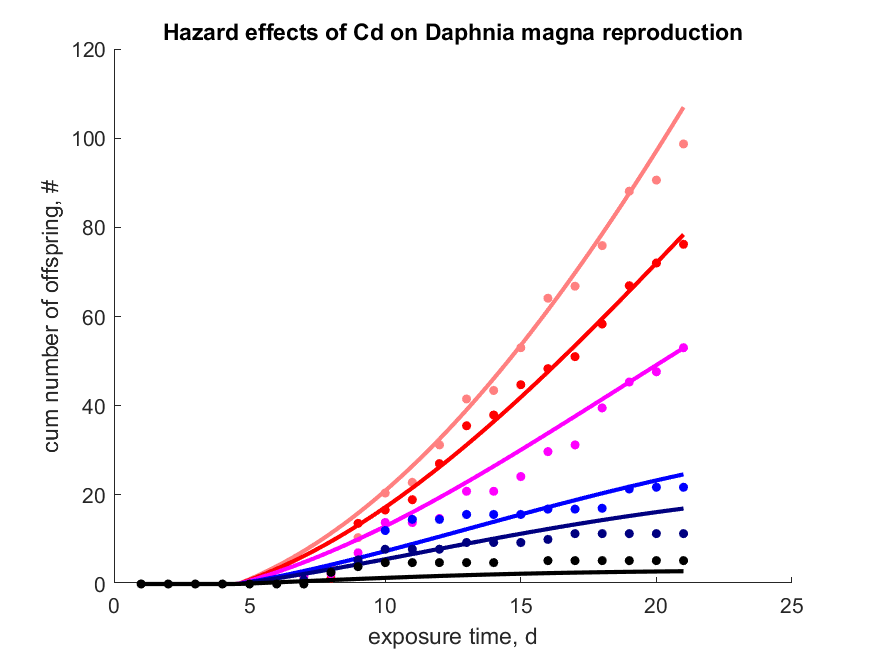 Hazard effects of Cd on Daphnia magna reproduction
120
100
80
60
40
20
0
cum number of offspring, #
0 5 10 15 20 25
exposure time, d